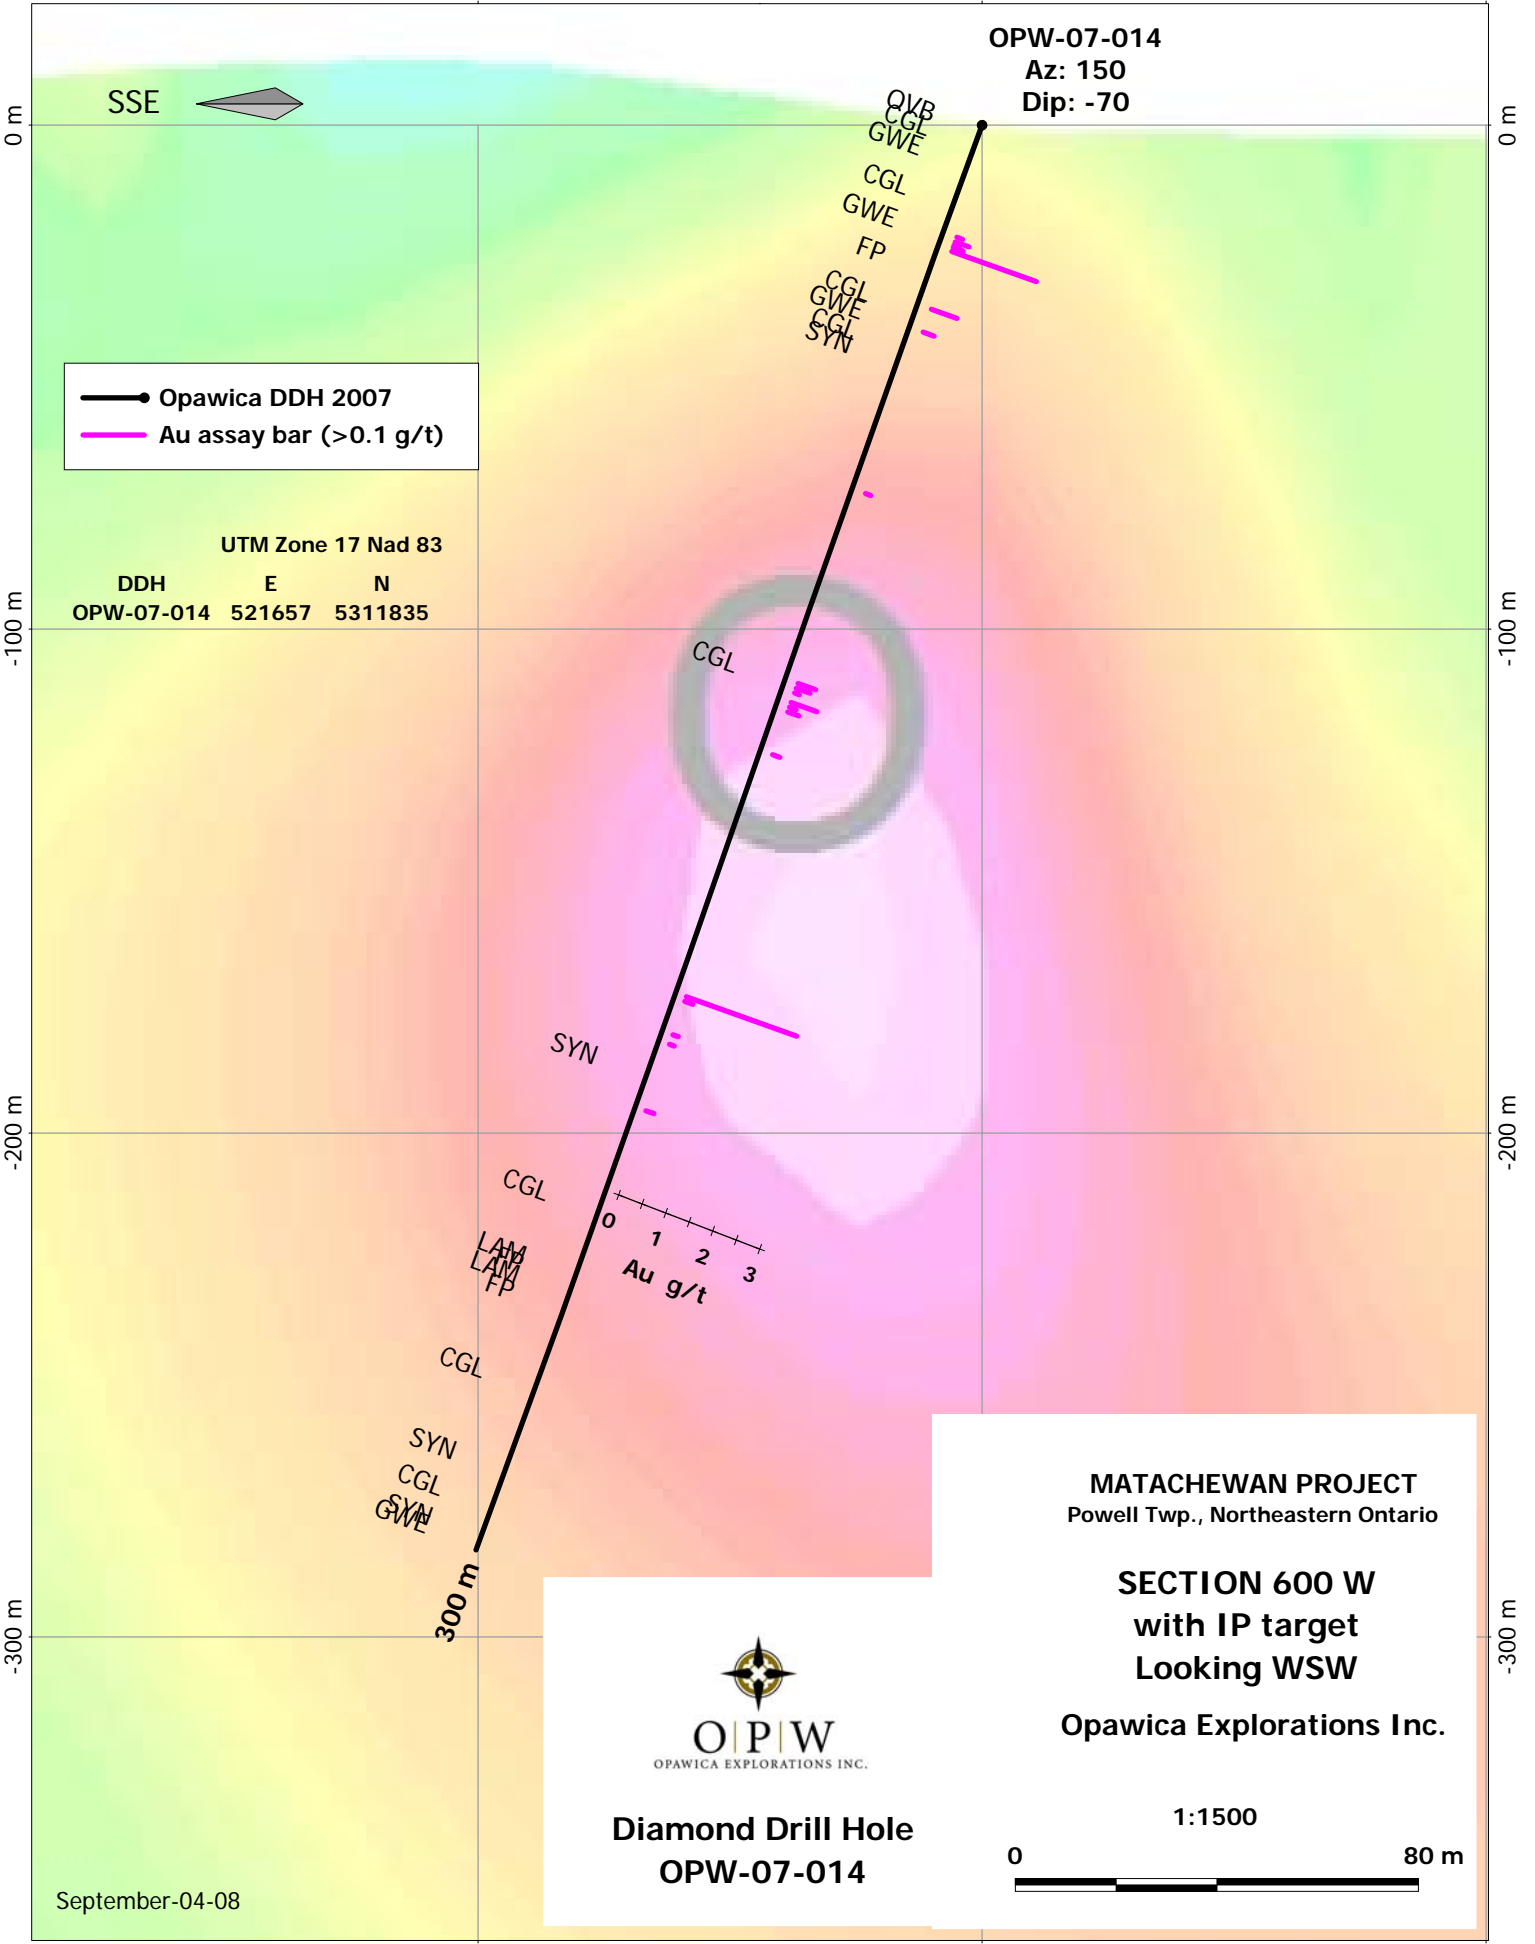 OPW-07-014
Az: 150
Dip: -70
SSE
0 m
0 m
OVB
CGL
GWE
CGL
GWE
FP
CGL
GWE
CGL
SYN
Opawica DDH 2007
Au assay bar (>0.1 g/t)
UTM Zone 17 Nad 83
DDH E N
OPW-07-014 521657 5311835
-100 m
-100 m
CGL
SYN
-200 m
-200 m
CGL
0 1 2 3
Au g/t
LAM
FP
LAM
FP
CGL
SYN
CGL
SYN
GWE
300 m
-300 m
-300 m
MATACHEWAN PROJECT
Powell Twp., Northeastern Ontario
SECTION 600 W
with IP target
Looking WSW
Opawica Explorations Inc.
1:1500
0 80 m
O|P|W
OPAWICA EXPLORATIONS INC.
Diamond Drill Hole
OPW-07-014
September-04-08